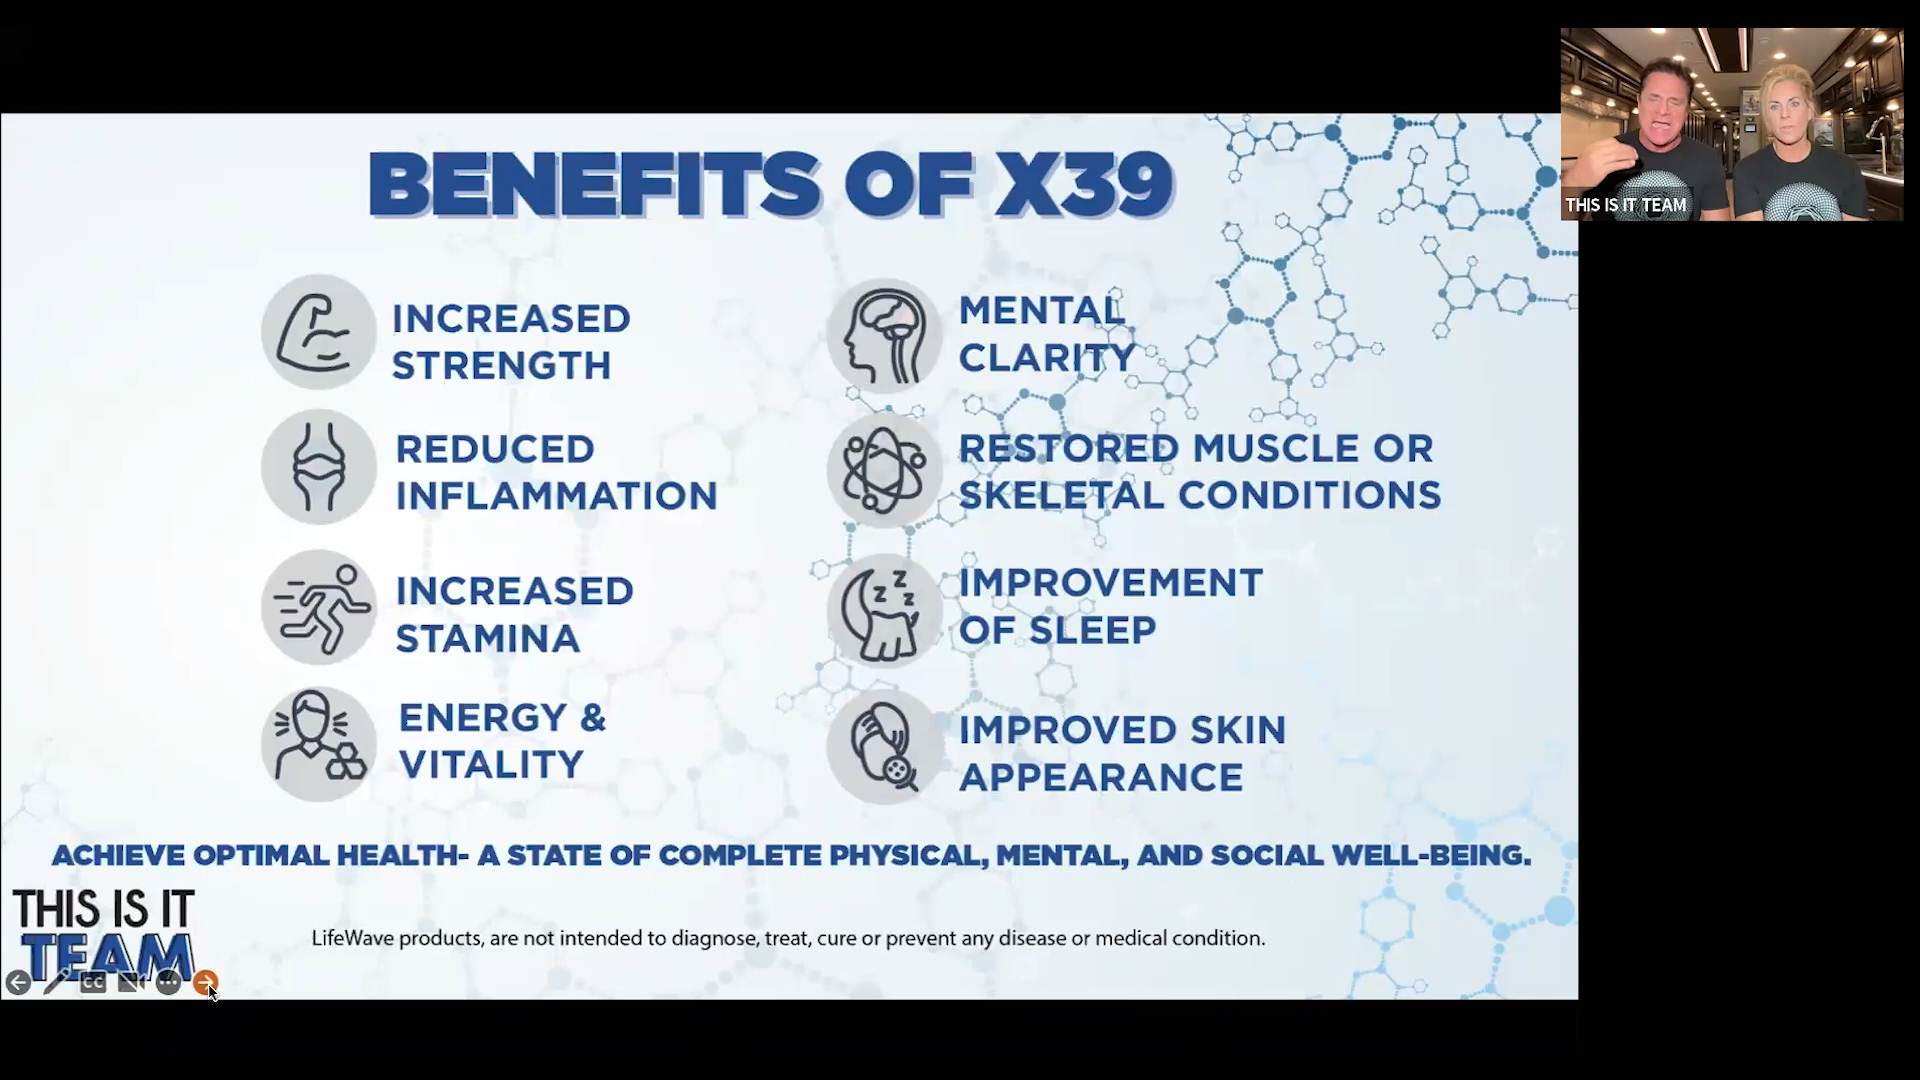 BENEFITS OF X39
INCREASED
STRENGTH
REDUCED
INFLAMMATION
INCREASED
STAMINA
ENERGY &
VITALITY
MENTAL
CLARITY
RESTORED MUSCLE OR
SKELETAL CONDITIONS
Z Z Z
IMPROVEMENT
OF SLEEP
IMPROVED SKIN
APPEARANCE
ACHIEVE OPTIMAL HEALTH- A STATE OF COMPLETE PHYSICAL, MENTAL, AND SOCIAL WELL-BEING.
THIS IS IT
TEAM
LifeWave products, are not intended to diagnose, treat, cure or prevent any disease or medical condition.
CC
THIS IS IT TEAM